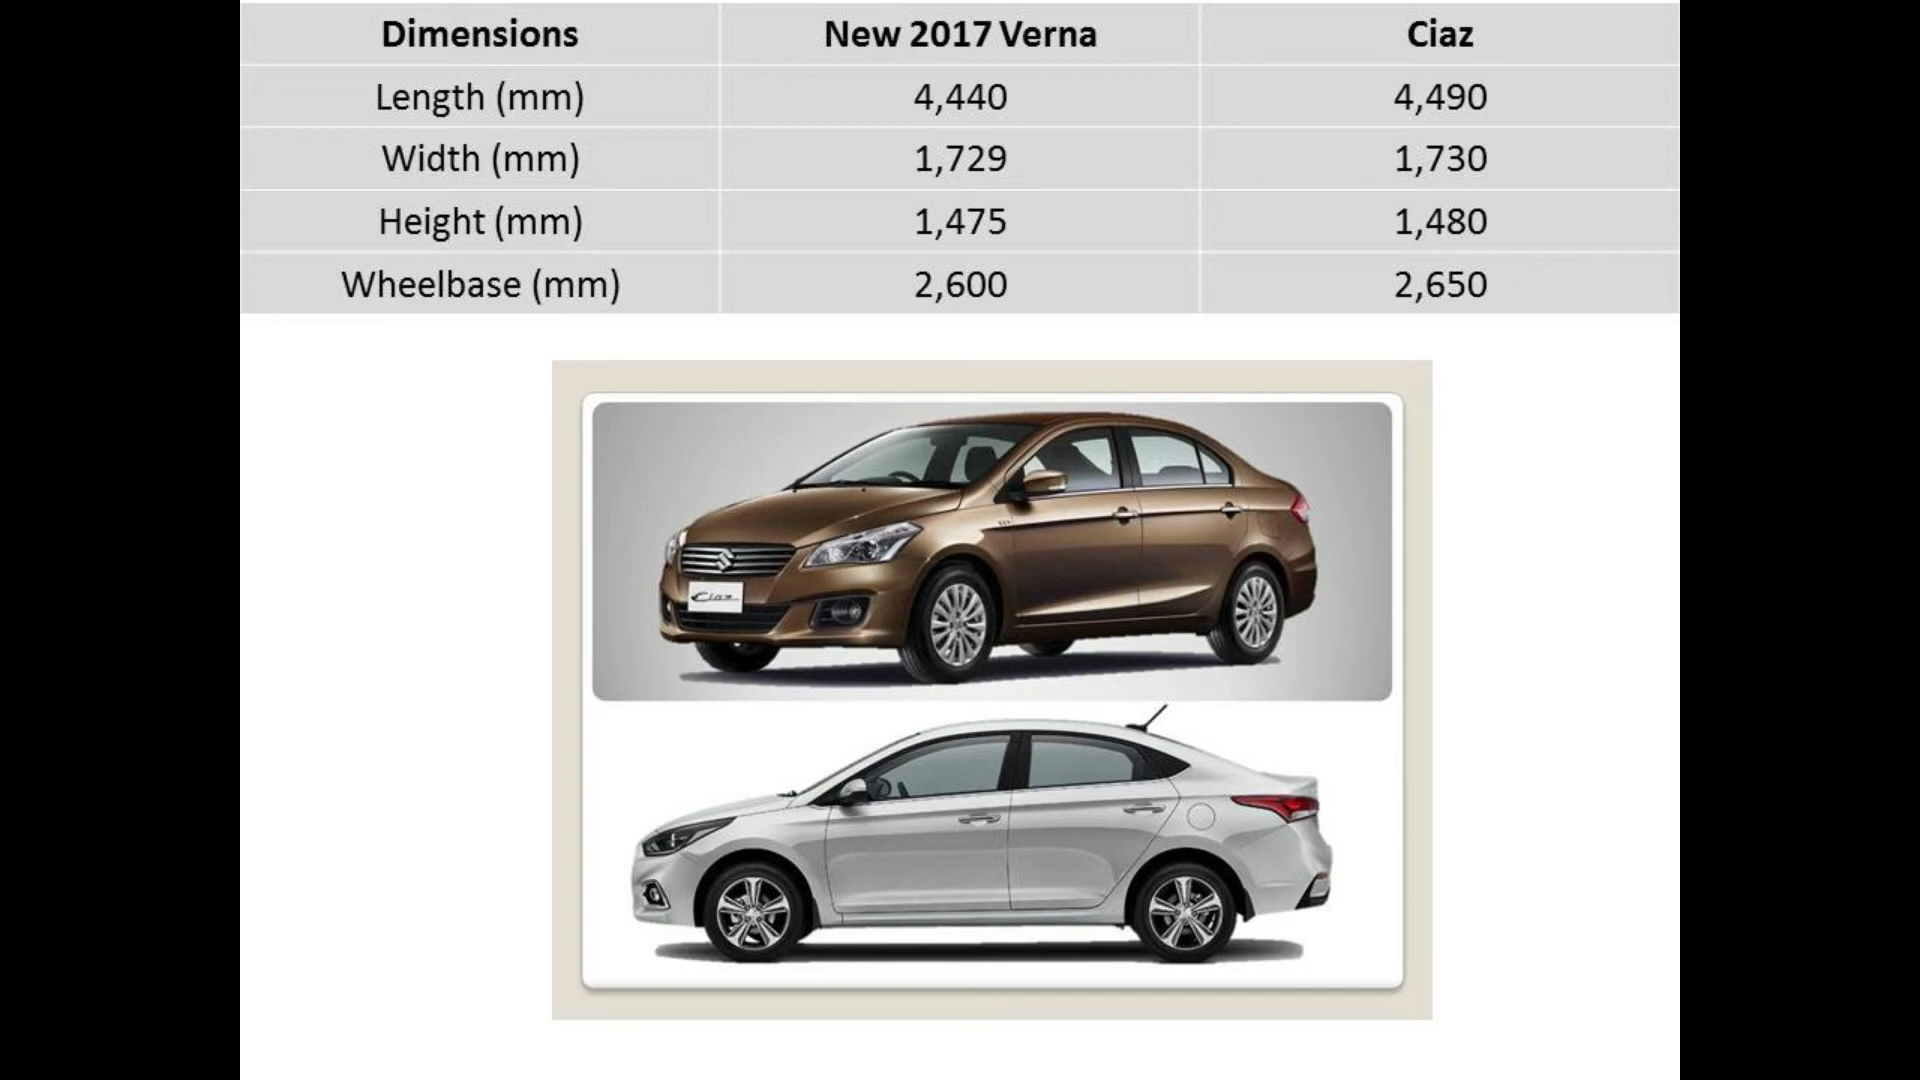 Dimensions New 2017 Verna Ciaz
Length (mm) 4,440 4,490
Width (mm) 1,729 1,730
Height (mm) 1,475 1,480
Wheelbase (mm) 2,600 2,650
Ciaz